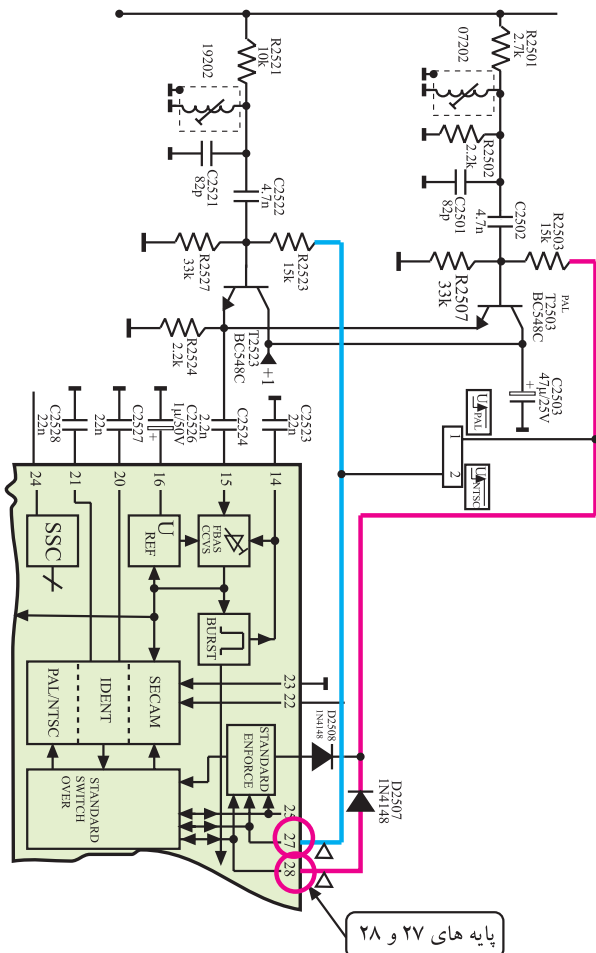 R2521
10k
19202
R2501
2.7k
07202
R2502
2.2k
C2501
82p
C2502
4.7n
R2503
15k
R2507
33k
PAL
T2503
BC548C
C2503
47µ/25V
+
C2521
82p
C2522
4.7n
R2527
33k
R2523
15k
R2524
2.2k
T2523
BC548C
+1
UPAL
1
2
UNTSC
C2528
22n
C2527
22n
C2526
1µ/50V
+
C2524
2.2n
C2523
22n
24
21
20
16
15
14
SSC
U
REF
FBAS
CCVS
BURST
PAL/NTSC
IDENT
SECAM
STANDARD
SWITCH
OVER
STANDARD
ENFORCE
23
22
25
27
28
D2508
1N4148
D2507
1N4148
پایه های ۲۷ و ۲۸